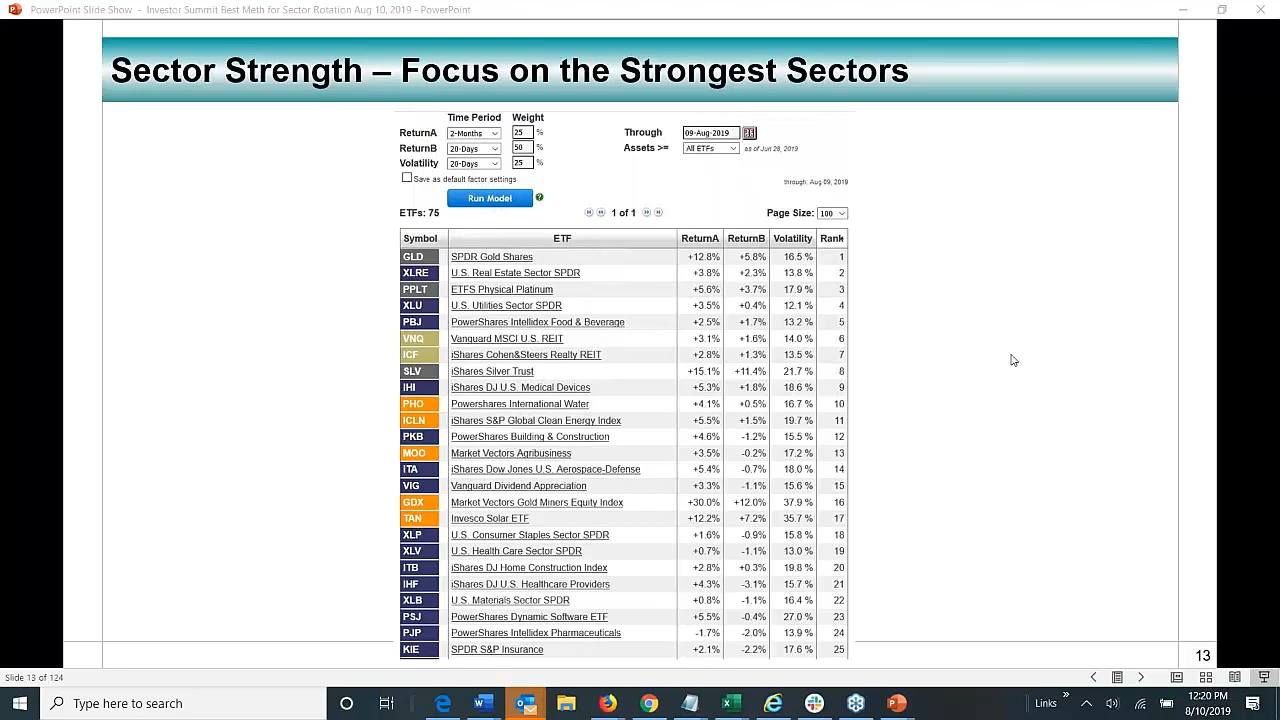 PowerPoint Slide Show - Investor Summit Best Meth for Sector Rotation Aug 10, 2019 - PowerPoint
Sector Strength – Focus on the Strongest Sectors
Time Period Weight
ReturnA 2-Months 25 % Through 09-Aug-2019
ReturnB 20-Days 50 % Assets >= All ETFs as of Jun 28, 2019
Volatility 20-Days 25 %
Save as default factor settings
through: Aug 09, 2019
Run Model ?
ETFs: 75 1 of 1 Page Size: 100
Symbol ETF ReturnA ReturnB Volatility Rank
GLD SPDR Gold Shares +12.8% +5.8% 16.5 % 1
XLRE U.S. Real Estate Sector SPDR +3.8% +2.3% 13.8 % 2
PPLT ETFS Physical Platinum +5.6% +3.7% 17.9 % 3
XLU U.S. Utilities Sector SPDR +3.5% +0.4% 12.1 % 4
PBJ PowerShares Intellidex Food & Beverage +2.5% +1.7% 13.2 % 5
VNQ Vanguard MSCI U.S. REIT +3.1% +1.6% 14.0 % 6
ICF iShares Cohen&Steers Realty REIT +2.8% +1.3% 13.5 % 7
SLV iShares Silver Trust +15.1% +11.4% 21.7 % 8
IHI iShares DJ U.S. Medical Devices +5.3% +1.8% 18.6 % 9
PHO Powershares International Water +4.1% +0.5% 16.7 % 10
ICLN iShares S&P Global Clean Energy Index +5.5% +1.5% 19.7 % 11
PKB PowerShares Building & Construction +4.6% -1.2% 15.5 % 12
MOO Market Vectors Agribusiness +3.5% -0.2% 17.2 % 13
ITA iShares Dow Jones U.S. Aerospace-Defense +5.4% -0.7% 18.0 % 14
VIG Vanguard Dividend Appreciation +3.3% -1.1% 15.6 % 15
GDX Market Vectors Gold Miners Equity Index +30.0% +12.0% 37.9 % 16
TAN Invesco Solar ETF +12.2% +7.2% 35.7 % 17
XLP U.S. Consumer Staples Sector SPDR +1.6% -0.9% 15.8 % 18
XLV U.S. Health Care Sector SPDR +0.7% -1.1% 13.0 % 19
ITB iShares DJ Home Construction Index +2.8% +0.3% 19.8 % 20
IHF iShares DJ U.S. Healthcare Providers +4.3% -3.1% 15.7 % 21
XLB U.S. Materials Sector SPDR +0.8% -1.1% 16.4 % 22
PSJ PowerShares Dynamic Software ETF +5.5% -0.4% 27.0 % 23
PJP PowerShares Intellidex Pharmaceuticals -1.7% -2.0% 13.9 % 24
KIE SPDR S&P Insurance +2.1% -2.2% 17.6 % 25
13
Slide 13 of 124
Type here to search
Links
12:20 PM
8/10/2019